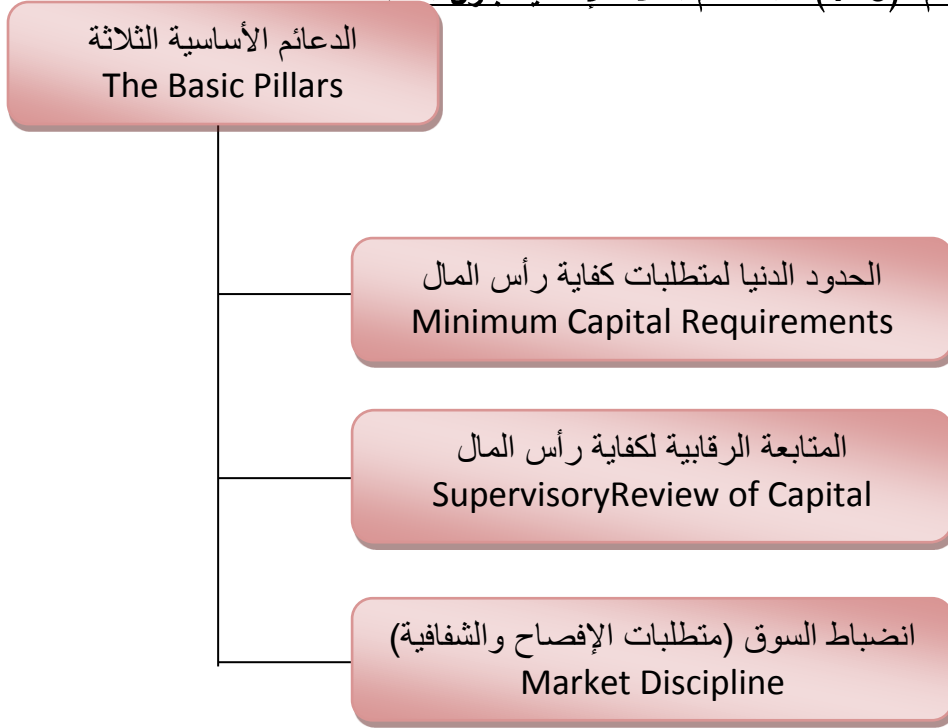 الدعائم الأساسية الثلاثة
The Basic Pillars
الحدود الدنيا لمتطلبات كفاية رأس المال
Minimum Capital Requirements
المتابعة الرقابية لكفاية رأس المال
SupervisoryReview of Capital
انضباط السوق (متطلبات الإفصاح والشفافية)
Market Discipline